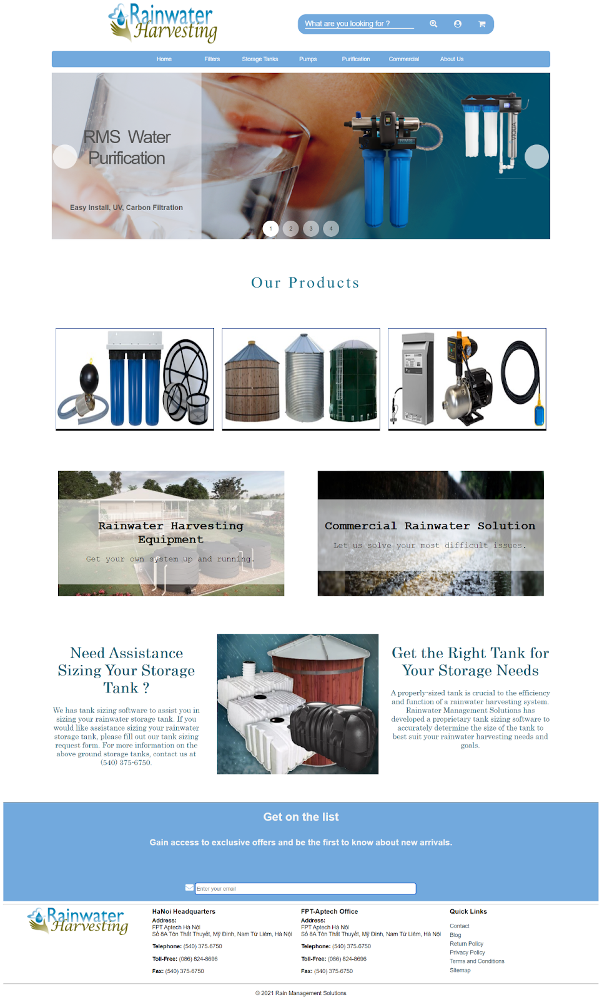 Rainwater
Harvesting
What are you looking for ?
Home Filters Storage Tanks Pumps Purification Commercial About Us
RMS Water
Purification
Easy Install, UV, Carbon Filtration
1 2 3 4
RMS
VIQUA
Our Products
Rainwater Harvesting
Equipment
Get your own system up and running.
Commercial Rainwater Solution
Let us solve your most difficult issues.
Need Assistance
Sizing Your Storage
Tank ?
We has tank sizing software to assist you in
sizing your rainwater storage tank. If you
would like assistance sizing your rainwater
storage tank, please fill out our tank sizing
request form. For more information on the
above ground storage tanks, contact us at
(540) 375-6750.
Get the Right Tank for
Your Storage Needs
A properly-sized tank is crucial to the efficiency
and function of a rainwater harvesting system.
Rainwater Management Solutions has
developed a proprietary tank sizing software to
accurately determine the size of the tank to
best suit your rainwater harvesting needs and
goals.
Get on the list
Gain access to exclusive offers and be the first to know about new arrivals.
Enter your email
Rainwater
Harvesting
HaNoi Headquarters
Address:
FPT Aptech Hà Nội
Số 8A Tôn Thất Thuyết, Mỹ Đình, Nam Từ Liêm, Hà Nội
Telephone: (540) 375-6750
Toll-Free: (086) 824-8696
Fax: (540) 375-6750
FPT-Aptech Office
Address:
FPT Aptech Hà Nội
Số 8A Tôn Thất Thuyết, Mỹ Đình, Nam Từ Liêm, Hà Nội
Telephone: (540) 375-6750
Toll-Free: (086) 824-8696
Fax: (540) 375-6750
Quick Links
Contact
Blog
Return Policy
Privacy Policy
Terms and Conditions
Sitemap
© 2021 Rain Management Solutions